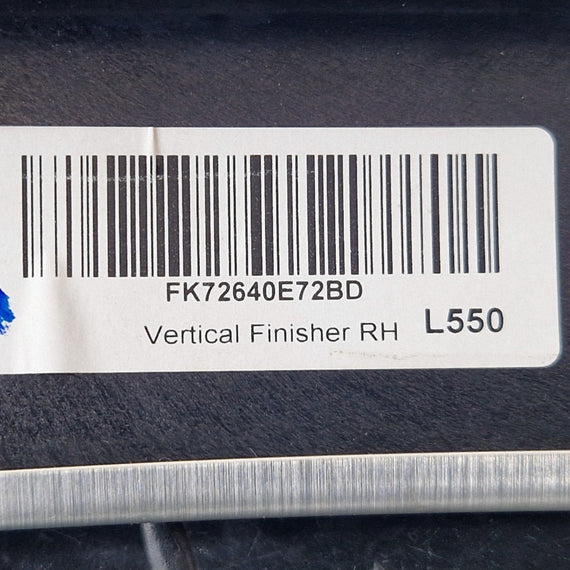 FK72640E72BD
Vertical Finisher RH L550